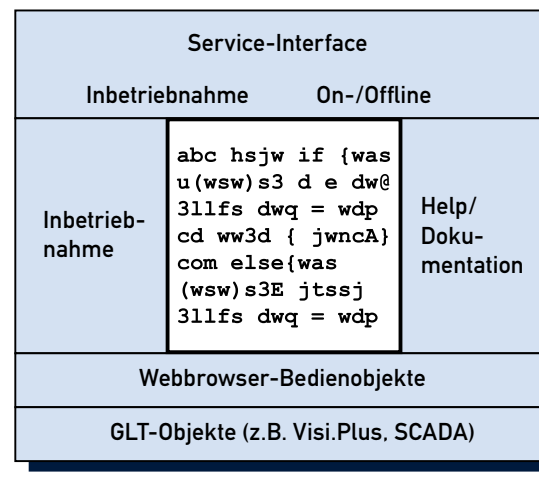 Service-Interface
Inbetriebnahme On-/Offline
Inbetrieb-
nahme
abc hsjw if {was
u(wsw)s3 d e dw@
3llfs dwq = wdp
cd ww3d { jwncA}
com else{was
(wsw)s3E jtssj
3llfs dwq = wdp
Help/
Doku-
mentation
Webbrowser-Bedienobjekte
GLT-Objekte (z.B. Visi.Plus, SCADA)